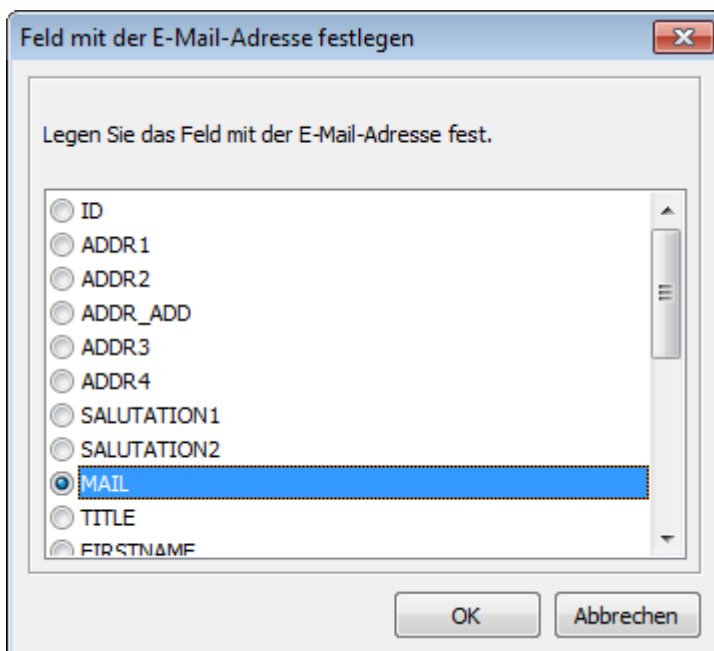 Feld mit der E-Mail-Adresse festlegen
Legen Sie das Feld mit der E-Mail-Adresse fest.
ID
ADDR1
ADDR2
ADDR_ADD
ADDR3
ADDR4
SALUTATION1
SALUTATION2
MAIL
TITLE
FIRSTNAME
OK
Abbrechen